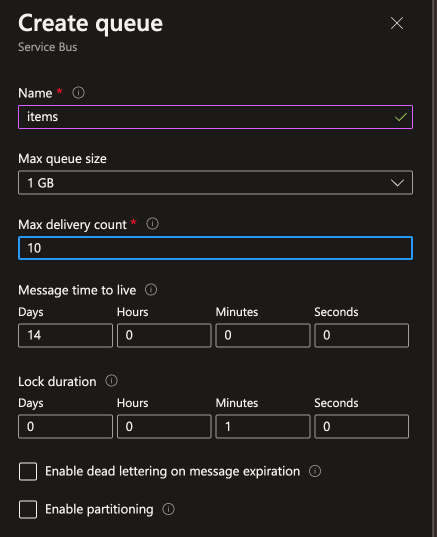 Create queue
Service Bus
Name *
items
Max queue size
1 GB
Max delivery count *
10
Message time to live
Days Hours Minutes Seconds
14 0 0 0
Lock duration
Days Hours Minutes Seconds
0 0 1 0
Enable dead lettering on message expiration
Enable partitioning